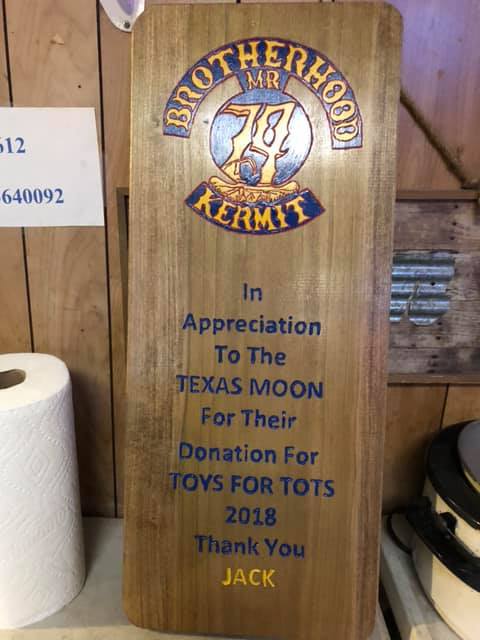 BROTHERHOOD
MR
74
KERMIT
612
640092
In
Appreciation
To The
TEXAS MOON
For Their
Donation For
TOYS FOR TOTS
2018
Thank You
JACK